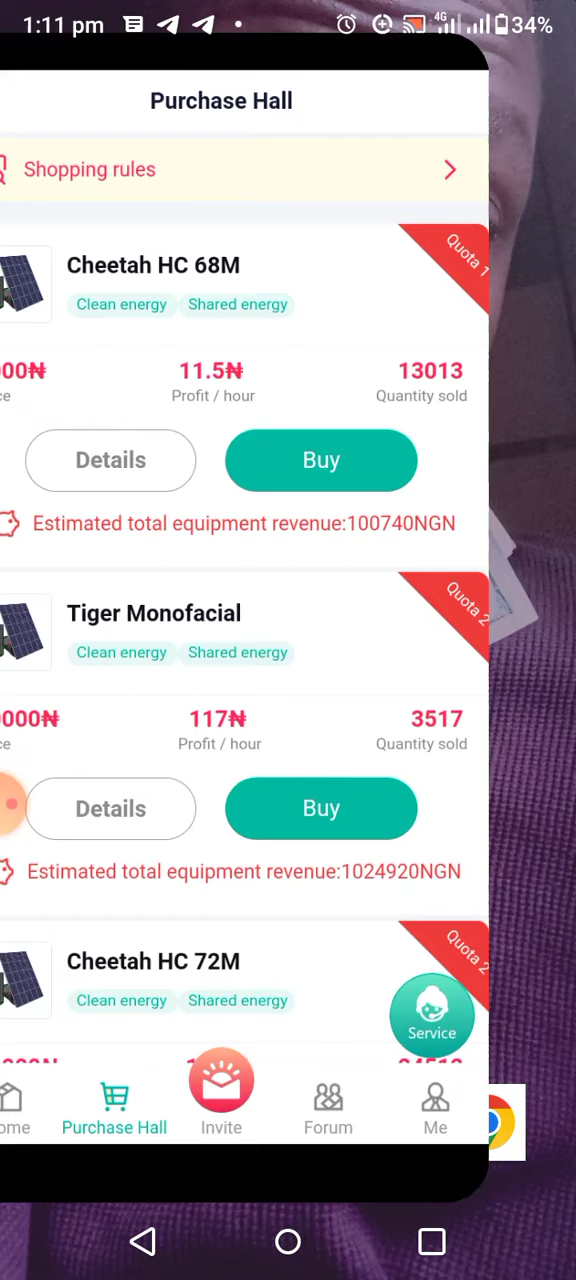 1:11 pm
4G
34%
Purchase Hall
Shopping rules
Quota 1
Cheetah HC 68M
Clean energy
Shared energy
11.5₦
13013
Profit / hour
Quantity sold
Details
Buy
Estimated total equipment revenue:100740NGN
Quota 2
Tiger Monofacial
Clean energy
Shared energy
000₦
117₦
3517
Profit / hour
Quantity sold
Details
Buy
Estimated total equipment revenue:1024920NGN
Quota 2
Cheetah HC 72M
Clean energy
Shared energy
Service
Purchase Hall
Invite
Forum
Me